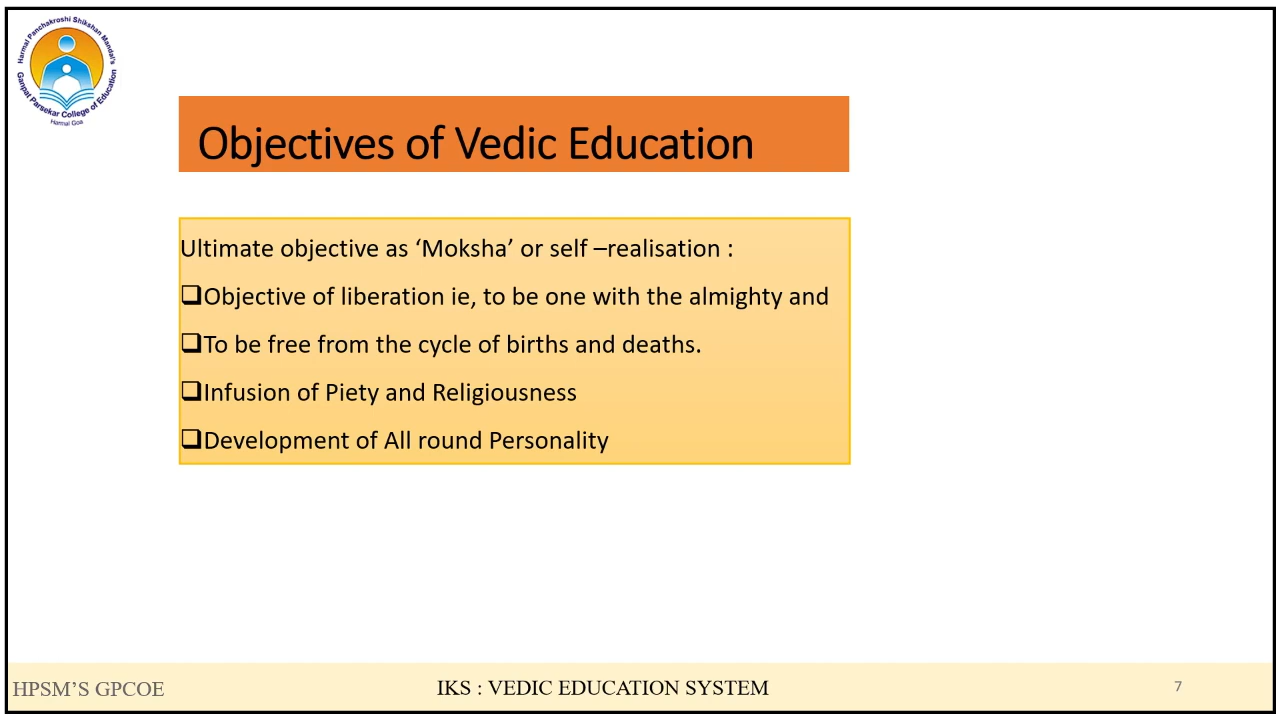 Harmal Panchakroshi Shikshan Mandal's
Ganpat Parsekar College of Education
Harmal Goa
Objectives of Vedic Education
Ultimate objective as ‘Moksha’ or self –realisation :
❑Objective of liberation ie, to be one with the almighty and
❑To be free from the cycle of births and deaths.
❑Infusion of Piety and Religiousness
❑Development of All round Personality
HPSM’S GPCOE
IKS : VEDIC EDUCATION SYSTEM
7